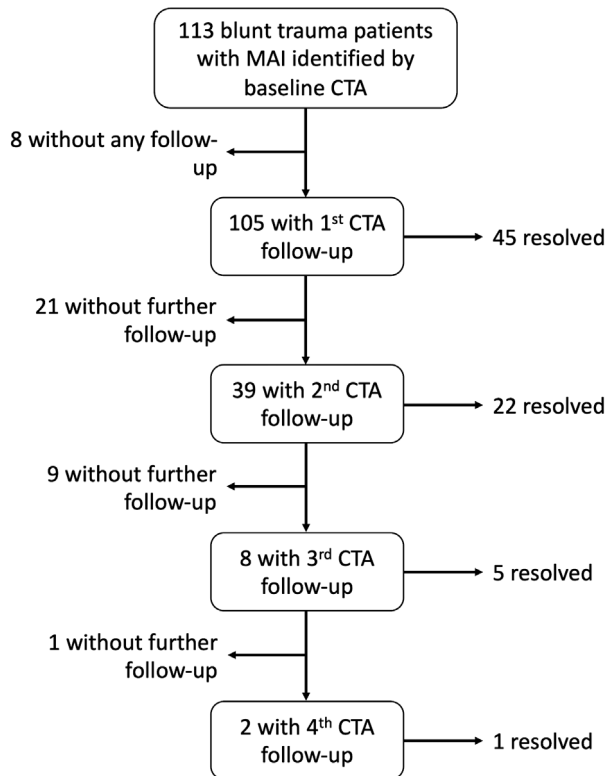 113 blunt trauma patients
with MAI identified by
baseline CTA
8 without any follow-
up
105 with 1st CTA
follow-up
45 resolved
21 without further
follow-up
39 with 2nd CTA
follow-up
22 resolved
9 without further
follow-up
8 with 3rd CTA
follow-up
5 resolved
1 without further
follow-up
2 with 4th CTA
follow-up
1 resolved